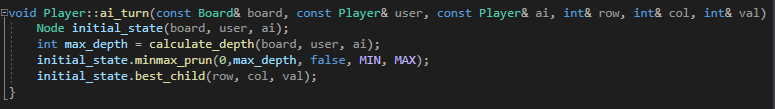 void Player::ai_turn(const Board& board, const Player& user, const Player& ai, int& row, int& col, int& val)
Node initial_state(board, user, ai);
int max_depth = calculate_depth(board, user, ai);
initial_state.minmax_prun(0,max_depth, false, MIN, MAX);
initial_state.best_child(row, col, val);
}